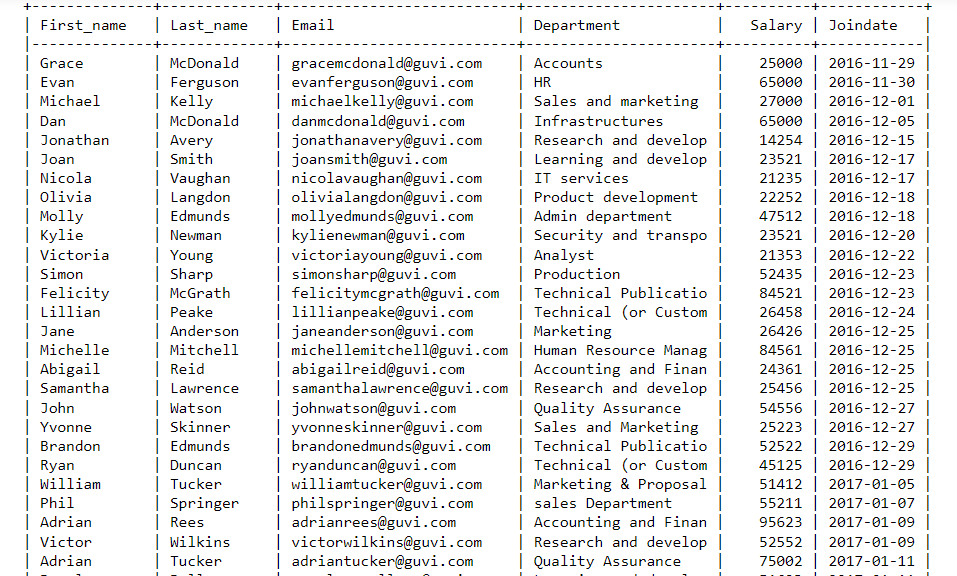 First_name | Last_name | Email | Department | Salary | Joindate
Grace | McDonald | gracemcdonald@guvi.com | Accounts | 25000 | 2016-11-29
Evan | Ferguson | evanferguson@guvi.com | HR | 65000 | 2016-11-30
Michael | Kelly | michaelkelly@guvi.com | Sales and marketing | 27000 | 2016-12-01
Dan | McDonald | danmcdonald@guvi.com | Infrastructures | 65000 | 2016-12-05
Jonathan | Avery | jonathanavery@guvi.com | Research and develop | 14254 | 2016-12-15
Joan | Smith | joansmith@guvi.com | Learning and develop | 23521 | 2016-12-17
Nicola | Vaughan | nicolavaughan@guvi.com | IT services | 21235 | 2016-12-17
Olivia | Langdon | olivialangdon@guvi.com | Product development | 22252 | 2016-12-18
Molly | Edmunds | mollyedmunds@guvi.com | Admin department | 47512 | 2016-12-18
Kylie | Newman | kylienewman@guvi.com | Security and transpo | 23521 | 2016-12-20
Victoria | Young | victoriayoung@guvi.com | Analyst | 21353 | 2016-12-22
Simon | Sharp | simonsharp@guvi.com | Production | 52435 | 2016-12-23
Felicity | McGrath | felicitymcgrath@guvi.com | Technical Publicatio | 84521 | 2016-12-23
Lillian | Peake | lillianpeake@guvi.com | Technical (or Custom | 26458 | 2016-12-24
Jane | Anderson | janeanderson@guvi.com | Marketing | 26426 | 2016-12-25
Michelle | Mitchell | michellemitchell@guvi.com | Human Resource Manag | 84561 | 2016-12-25
Abigail | Reid | abigailreid@guvi.com | Accounting and Finan | 24361 | 2016-12-25
Samantha | Lawrence | samanthalawrence@guvi.com | Research and develop | 25456 | 2016-12-25
John | Watson | johnwatson@guvi.com | Quality Assurance | 54556 | 2016-12-27
Yvonne | Skinner | yvonneskinner@guvi.com | Sales and Marketing | 25223 | 2016-12-27
Brandon | Edmunds | brandonedmunds@guvi.com | Technical Publicatio | 52522 | 2016-12-29
Ryan | Duncan | ryanduncan@guvi.com | Technical (or Custom | 45125 | 2016-12-29
William | Tucker | williamtucker@guvi.com | Marketing & Proposal | 51412 | 2017-01-05
Phil | Springer | philspringer@guvi.com | sales Department | 55211 | 2017-01-07
Adrian | Rees | adrianrees@guvi.com | Accounting and Finan | 95623 | 2017-01-09
Victor | Wilkins | victorwilkins@guvi.com | Research and develop | 52552 | 2017-01-09
Adrian | Tucker | adriantucker@guvi.com | Quality Assurance | 75002 | 2017-01-11